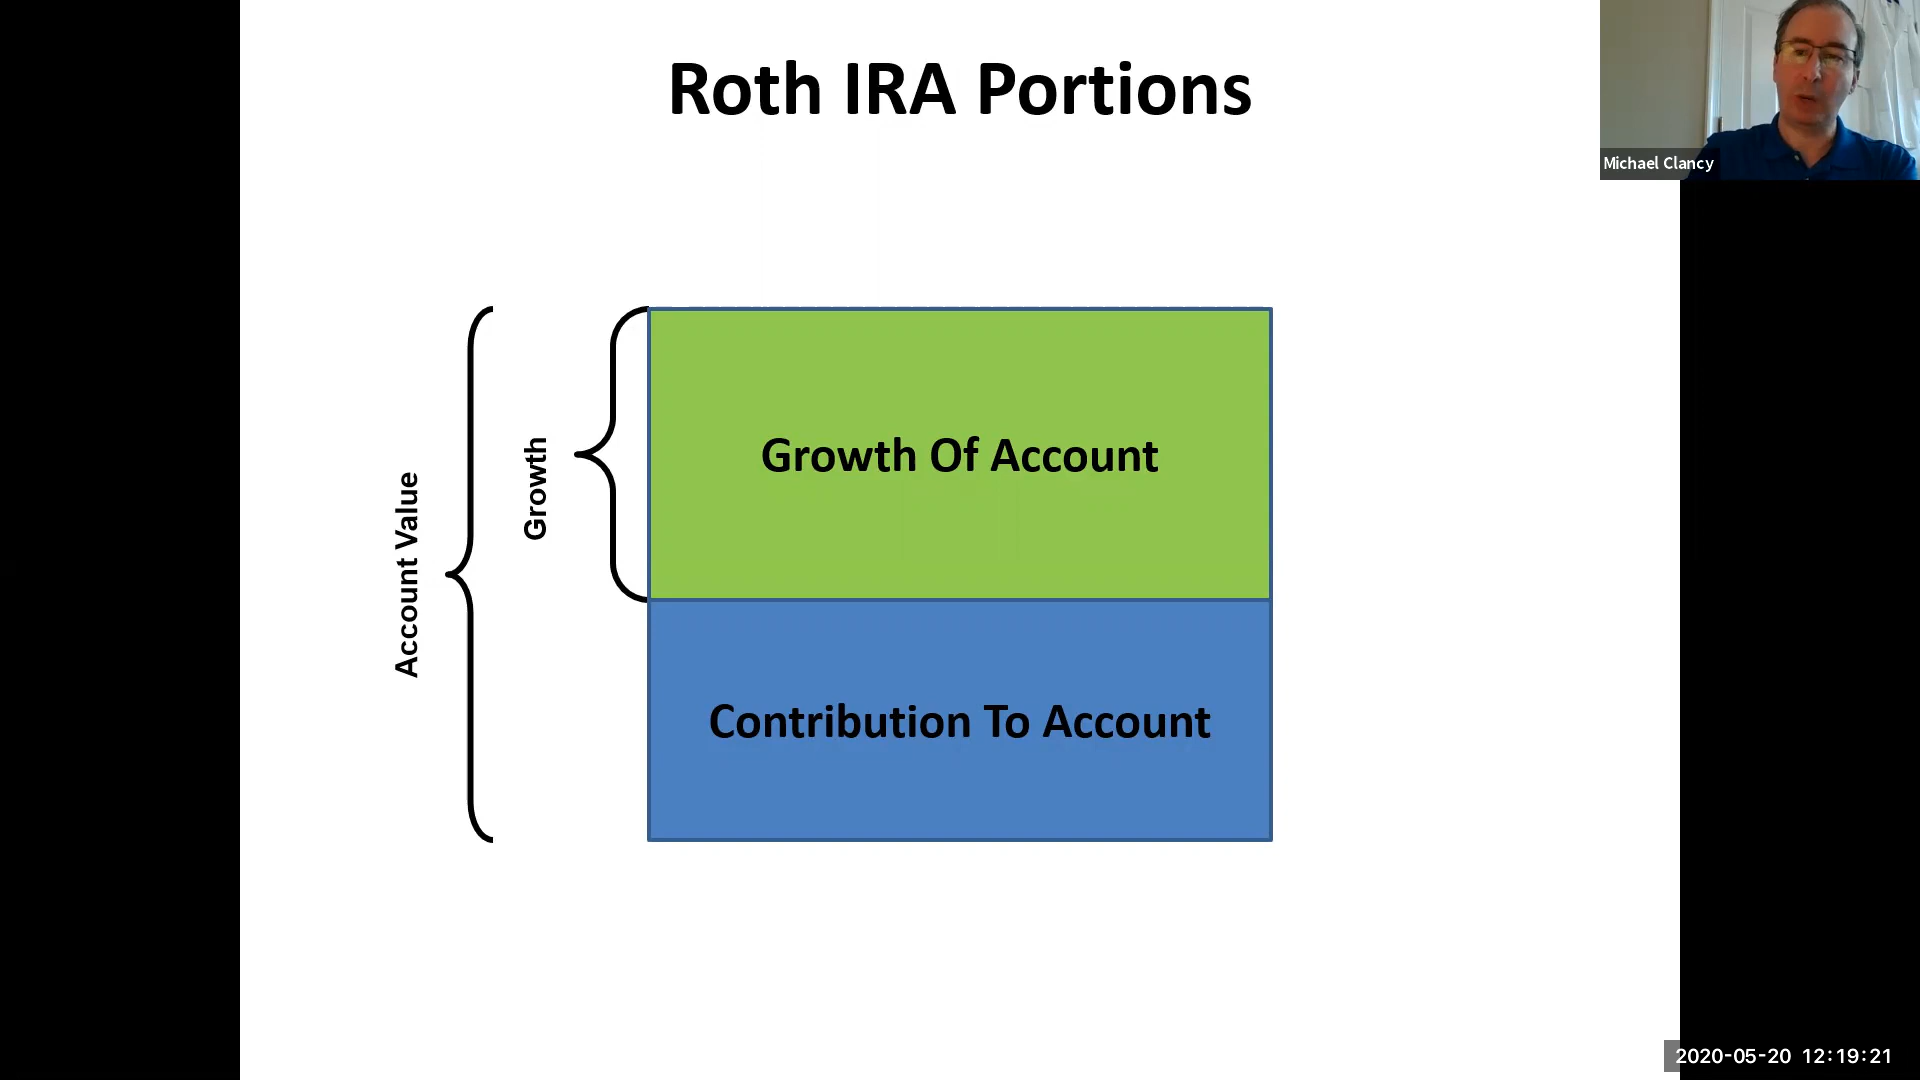 Roth IRA Portions
Michael Clancy
Account Value
Growth
Growth Of Account
Contribution To Account
2020-05-20 12:19:21